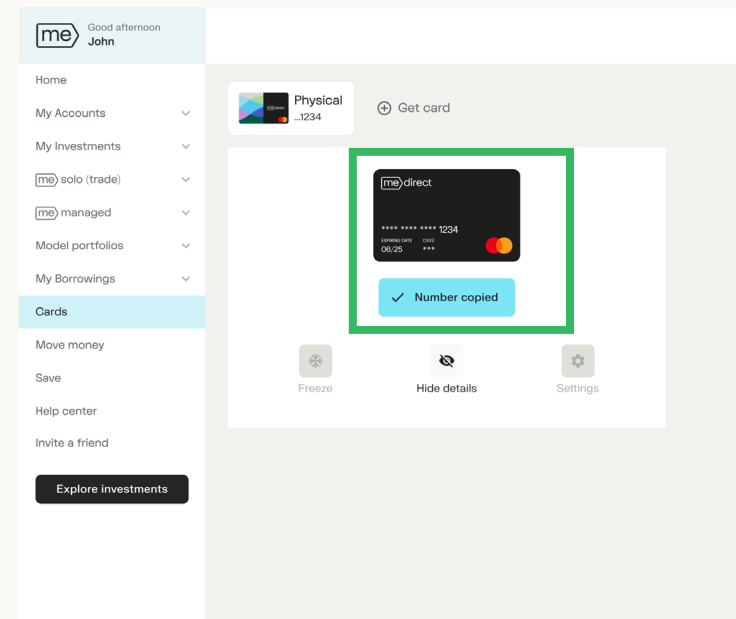 me
Good afternoon
John
Home
My Accounts
My Investments
me solo (trade)
me managed
Model portfolios
My Borrowings
Cards
Move money
Save
Help center
Invite a friend
Explore investments
me direct
Physical
...1234
Get card
me direct
**** **** **** 1234
EXPIRING DATE CVV2
06/25 ***
Number copied
Freeze
Hide details
Settings